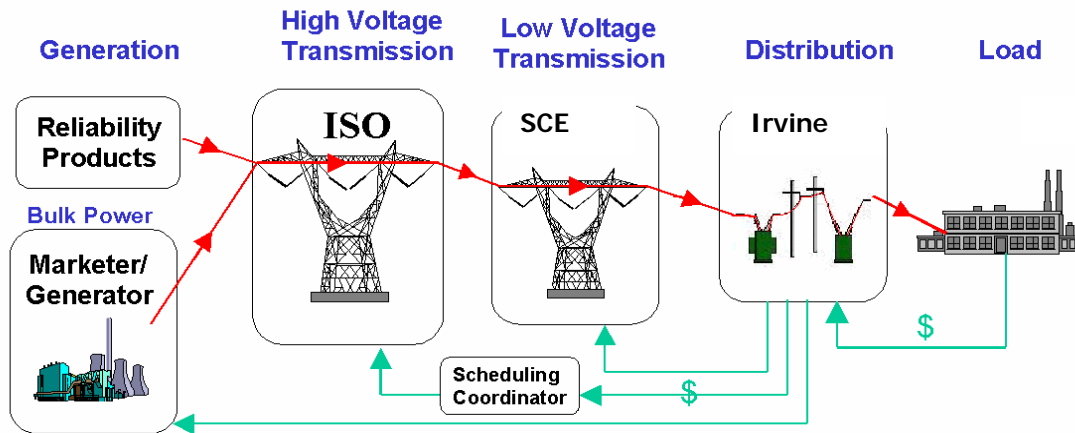 Generation
High Voltage
Transmission
Low Voltage
Transmission
Distribution
Load
Reliability
Products
ISO
SCE
Irvine
Bulk Power
Marketer/
Generator
$
Scheduling
Coordinator
$